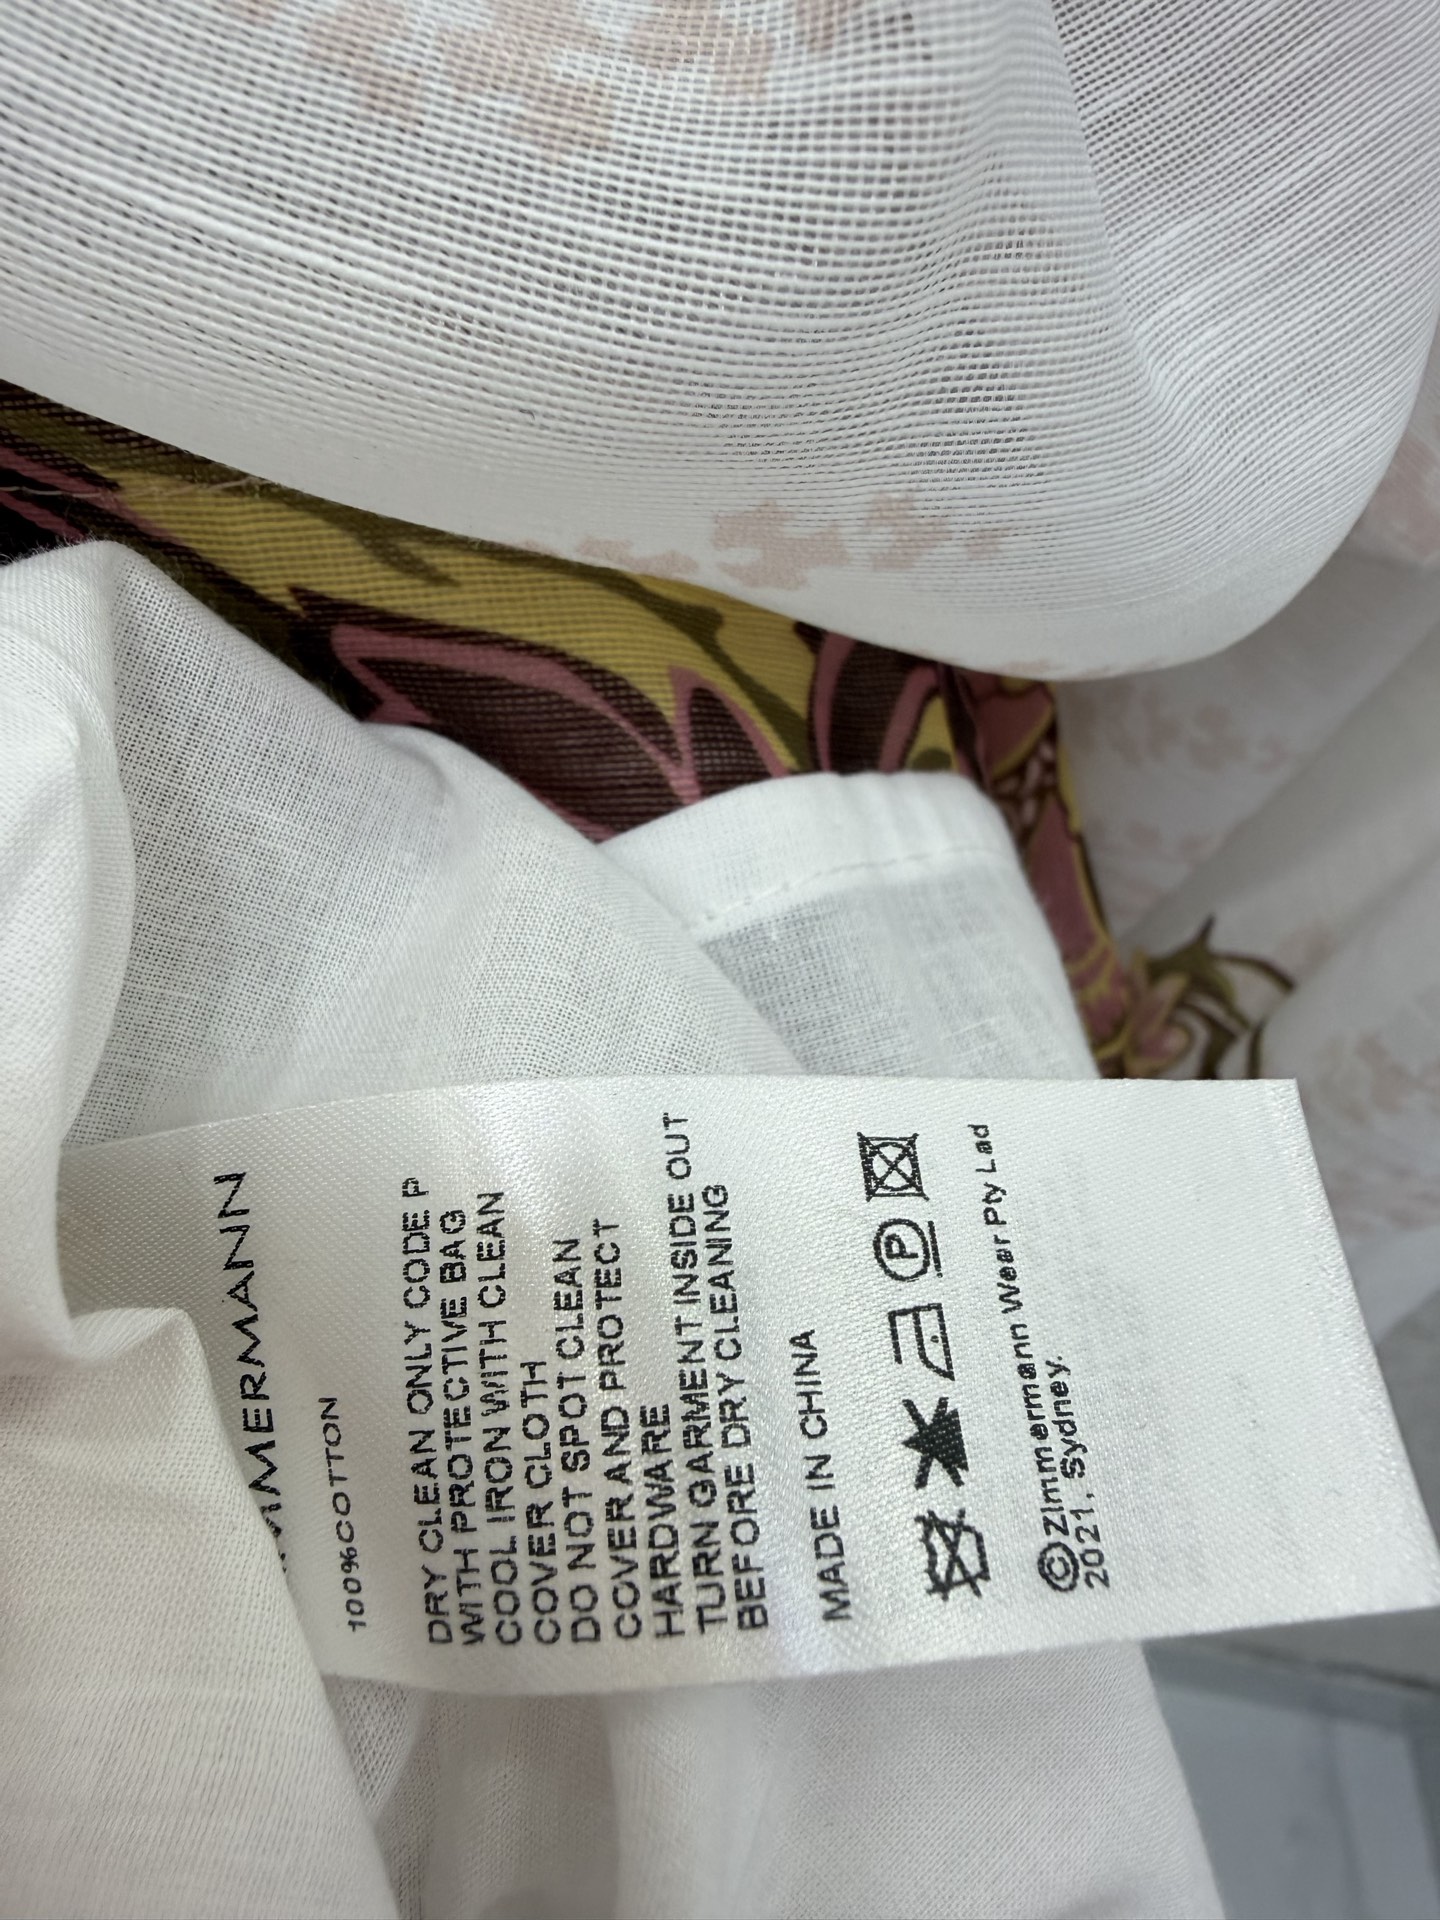 MMERMANN
100%COTTON
DRY CLEAN ONLY CODE P
WITH PROTECTIVE BAG
COOL IRON WITH CLEAN
COVER CLOTH
DO NOT SPOT CLEAN
COVER AND PROTECT
HARDWARE
TURN GARMENT INSIDE OUT
BEFORE DRY CLEANING
MADE IN CHINA
P
©Zimmermann Weer Pty Lad
2021, Sydney.